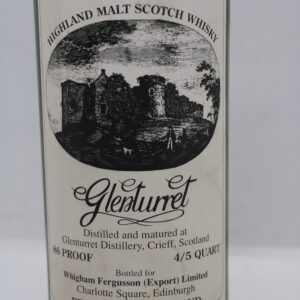 HIGHLAND MALT SCOTCH WHISKY
Glenturret
Distilled and matured at
Glenturret Distillery, Crieff, Scotland
86 PROOF 4/5 QUART
Bottled for
Whigham Fergusson (Export) Limited
Charlotte Square, Edinburgh